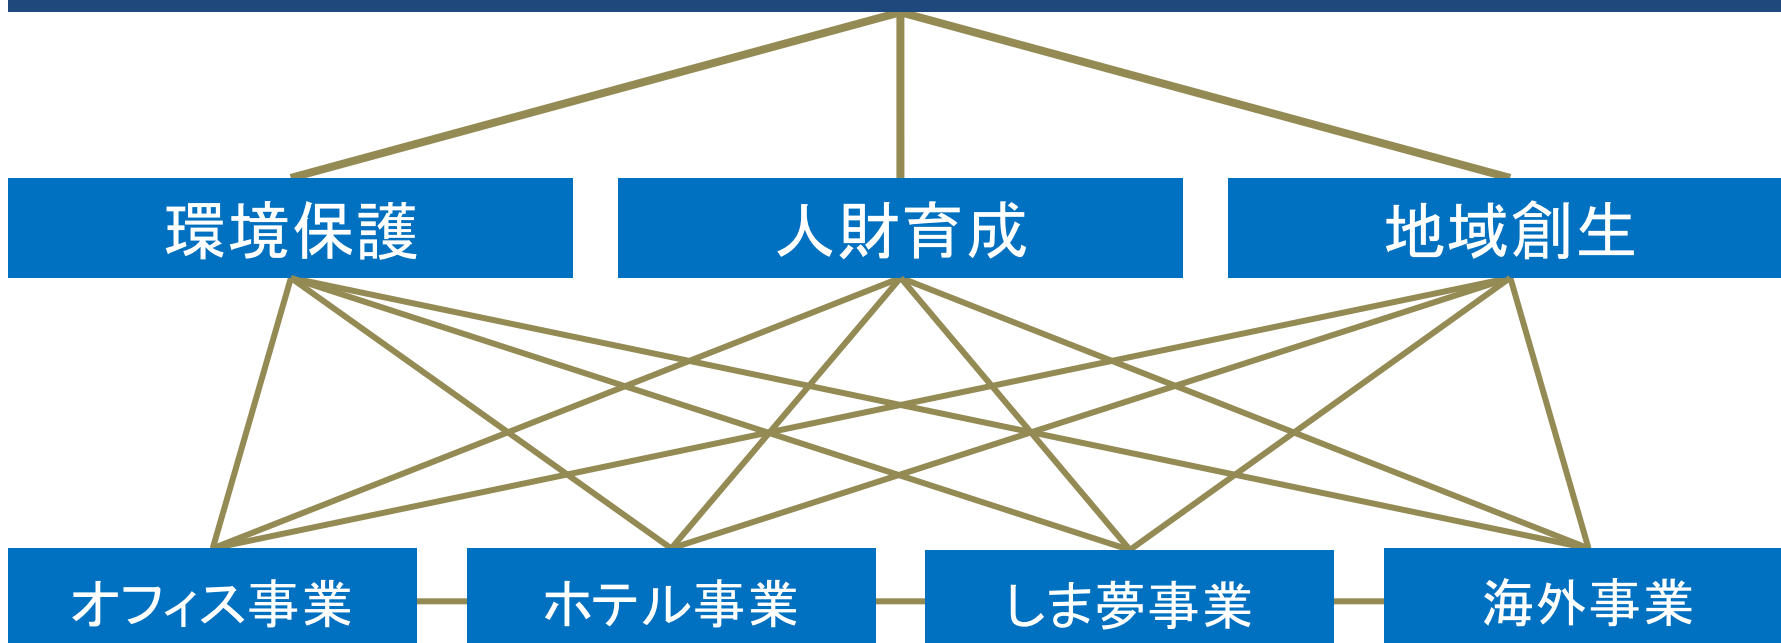 環境保護
人財育成
地域創生
オフィス事業
ホテル事業
しま夢事業
海外事業